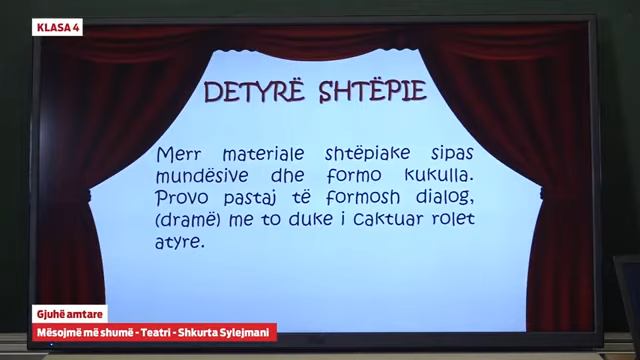 KLASA 4
DETYRË SHTËPIE
Merr materiale shtëpiake sipas
mundësive dhe formo kukulla.
Provo pastaj të formosh dialog,
(dramë) me to duke i caktuar rolet
atyre.
Gjuhë amtare
Mësojmë më shumë - Teatri - Shkurta Sylejmani